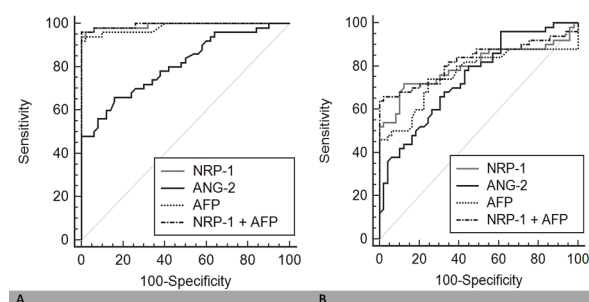 100
80
60
40
20
0
Sensitivity
NRP-1
ANG-2
AFP
NRP-1 + AFP
0 20 40 60 80 100
100-Specificity
A
100
80
60
40
20
0
Sensitivity
NRP-1
ANG-2
AFP
NRP-1 + AFP
0 20 40 60 80 100
100-Specificity
B